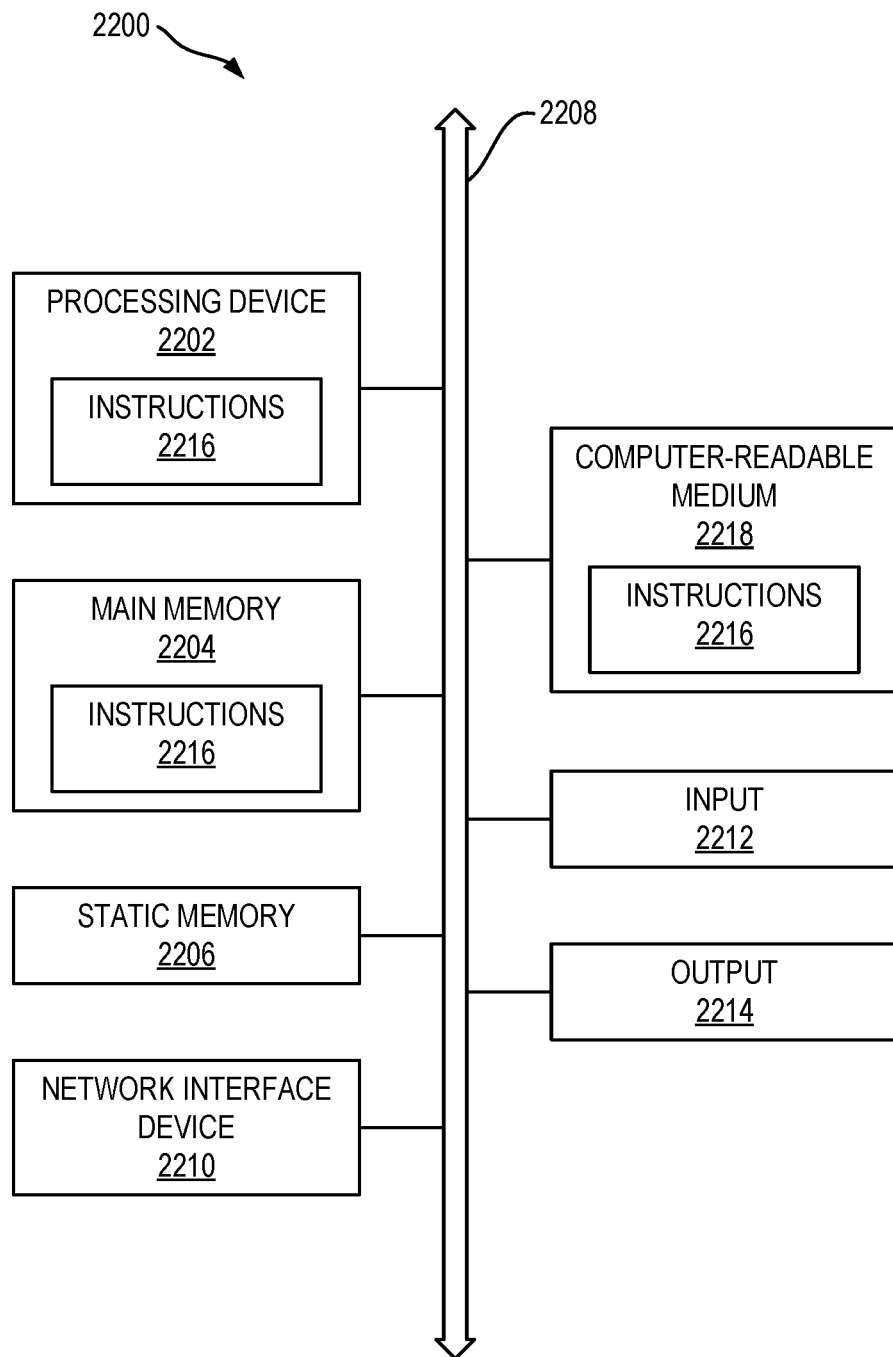 2200
2208
PROCESSING DEVICE
2202
INSTRUCTIONS
2216
MAIN MEMORY
2204
INSTRUCTIONS
2216
STATIC MEMORY
2206
NETWORK INTERFACE
DEVICE
2210
COMPUTER-READABLE
MEDIUM
2218
INSTRUCTIONS
2216
INPUT
2212
OUTPUT
2214